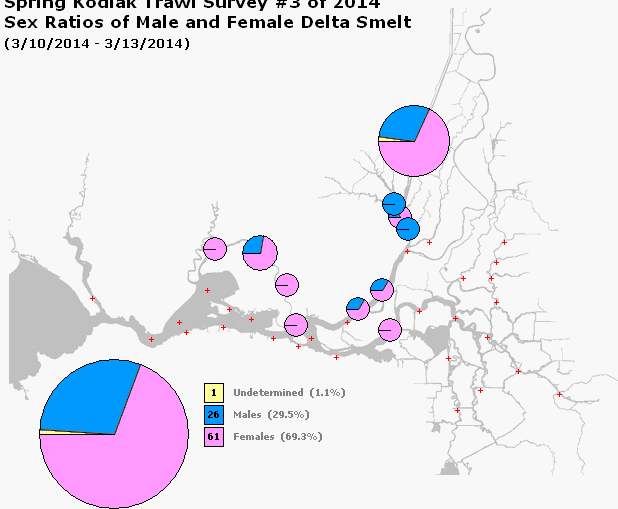 Spring Kodiak Trawl Survey #3 of 2014
Sex Ratios of Male and Female Delta Smelt
(3/10/2014 - 3/13/2014)
1 Undetermined (1.1%)
26 Males (29.5%)
61 Females (69.3%)